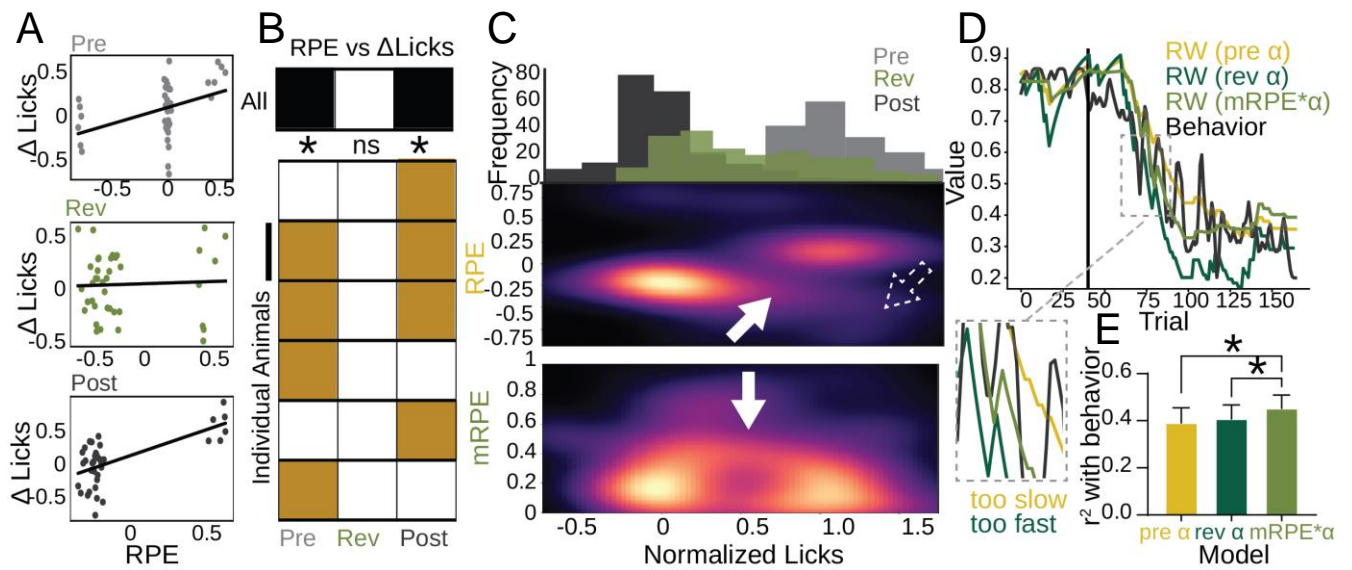 A
Pre
Δ Licks
0.5
0
-0.5
-0.5
0
0.5
Rev
Δ Licks
0.5
0
-0.5
-0.5
0
0.5
Post
Δ Licks
0.5
0
-0.5
0
0.5
RPE
B
RPE vs ΔLicks
All
* ns *
Individual Animals
Pre Rev Post
C
Pre
Rev
Post
Frequency
80
60
40
20
0
RPE
0.75
0.5
0.25
0
-0.25
-0.5
-0.75
mRPE
1
0.8
0.6
0.4
0.2
0
-0.5 0 0.5 1.0 1.5
Normalized Licks
D
RW (pre α)
RW (rev α)
RW (mRPE*α)
Behavior
Value
0.9
0.8
0.7
0.6
0.5
0.4
0.3
0.2
0 25 50 75 100 125 150
Trial
too slow
too fast
E
r² with behavior
0.6
0.4
0.2
0.0
*
*
pre α rev α mRPE*α
Model